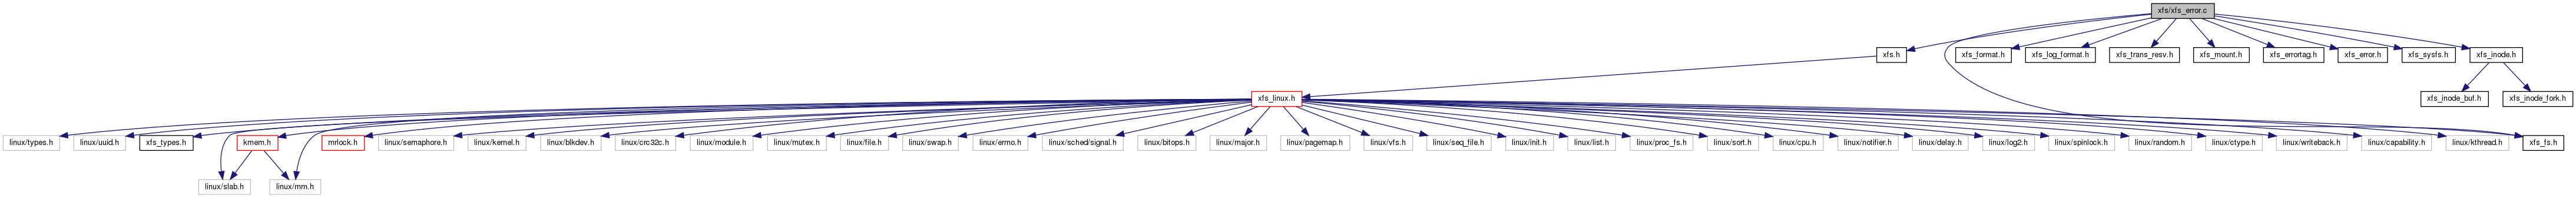 xfs/xfs_error.c
xfs.h
xfs_format.h
xfs_log_format.h
xfs_trans_resv.h
xfs_mount.h
xfs_errortag.h
xfs_error.h
xfs_sysfs.h
xfs_inode.h
xfs_linux.h
xfs_inode_buf.h
xfs_inode_fork.h
linux/types.h
linux/uuid.h
xfs_types.h
kmem.h
mrlock.h
linux/semaphore.h
linux/kernel.h
linux/blkdev.h
linux/crc32c.h
linux/module.h
linux/mutex.h
linux/file.h
linux/swap.h
linux/errno.h
linux/sched/signal.h
linux/bitops.h
linux/major.h
linux/pagemap.h
linux/vfs.h
linux/seq_file.h
linux/init.h
linux/list.h
linux/proc_fs.h
linux/sort.h
linux/cpu.h
linux/notifier.h
linux/delay.h
linux/log2.h
linux/spinlock.h
linux/random.h
linux/ctype.h
linux/writeback.h
linux/capability.h
linux/kthread.h
xfs_fs.h
linux/slab.h
linux/mm.h